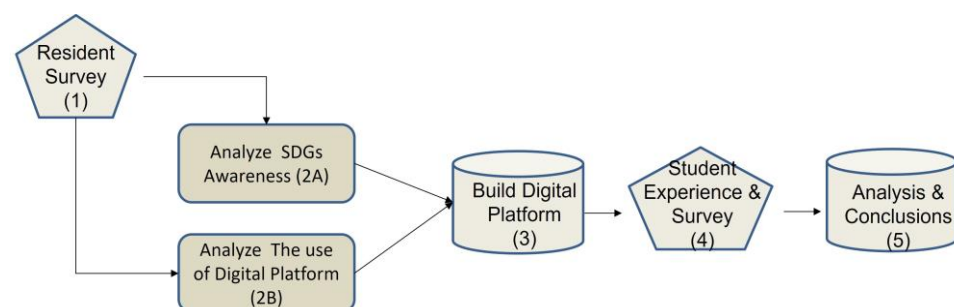 Resident
Survey
(1)
Analyze SDGs
Awareness (2A)
Analyze The use
of Digital Platform
(2B)
Build Digital
Platform
(3)
Student
Experience &
Survey
(4)
Analysis &
Conclusions
(5)